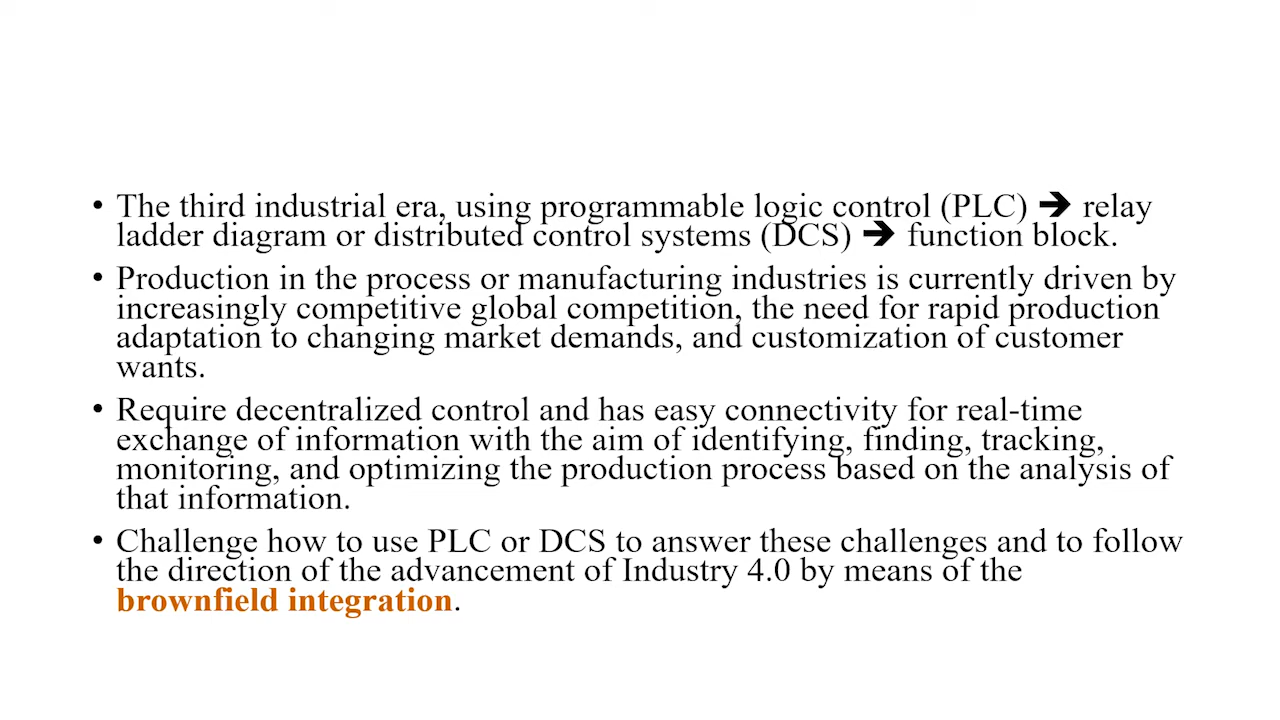 • The third industrial era, using programmable logic control (PLC) 🡺 relay
ladder diagram or distributed control systems (DCS) 🡺 function block.
• Production in the process or manufacturing industries is currently driven by
increasingly competitive global competition, the need for rapid production
adaptation to changing market demands, and customization of customer
wants.
• Require decentralized control and has easy connectivity for real-time
exchange of information with the aim of identifying, finding, tracking,
monitoring, and optimizing the production process based on the analysis of
that information.
• Challenge how to use PLC or DCS to answer these challenges and to follow
the direction of the advancement of Industry 4.0 by means of the
brownfield integration.